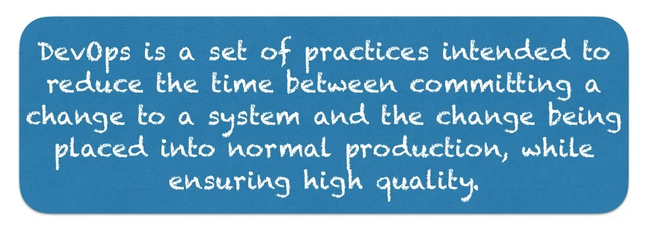 DevOps is a set of practices intended to
reduce the time between committing a
change to a system and the change being
placed into normal production, while
ensuring high quality.